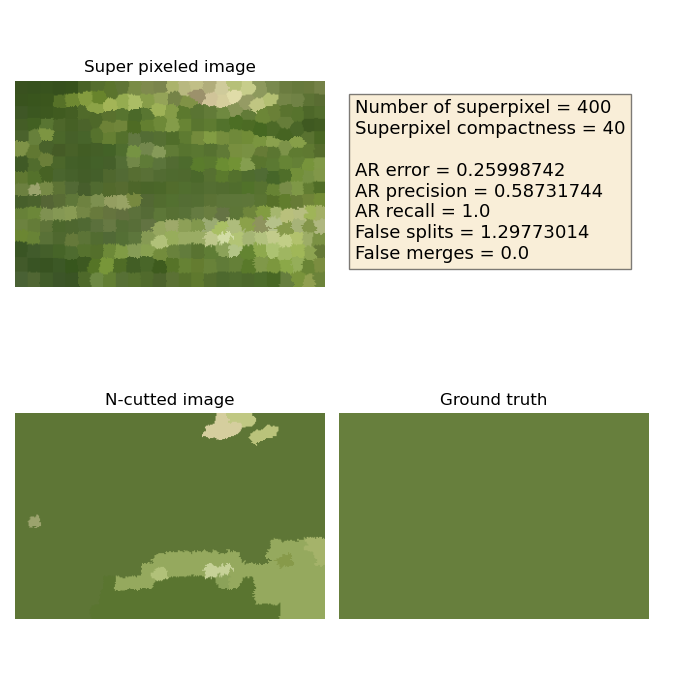 Super pixeled image
Number of superpixel = 400
Superpixel compactness = 40
AR error = 0.25998742
AR precision = 0.58731744
AR recall = 1.0
False splits = 1.29773014
False merges = 0.0
N-cutted image
Ground truth